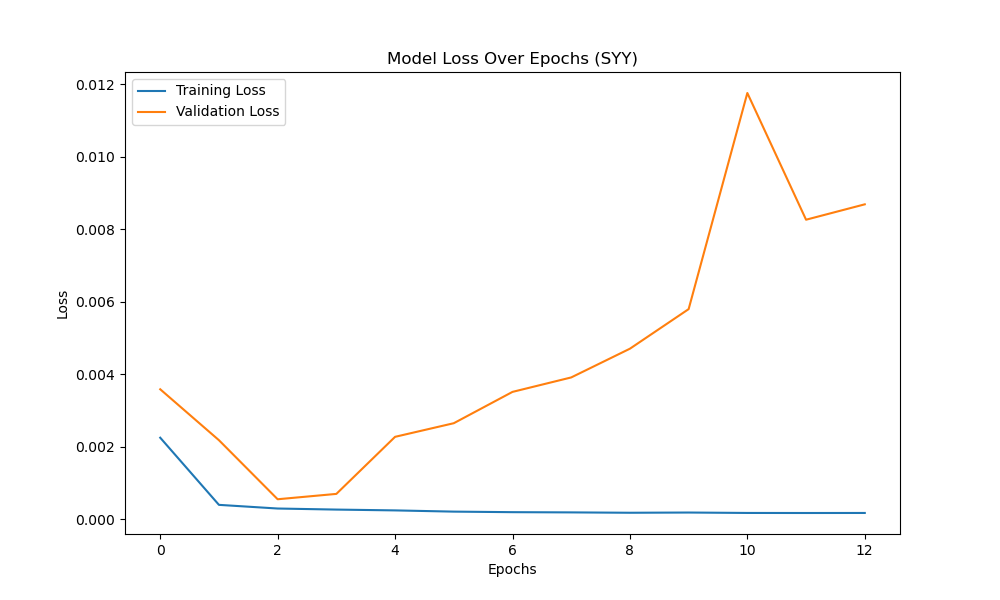 Model Loss Over Epochs (SYY)
Training Loss
Validation Loss
0.012
0.010
0.008
0.006
0.004
0.002
0.000
Loss
0 2 4 6 8 10 12
Epochs